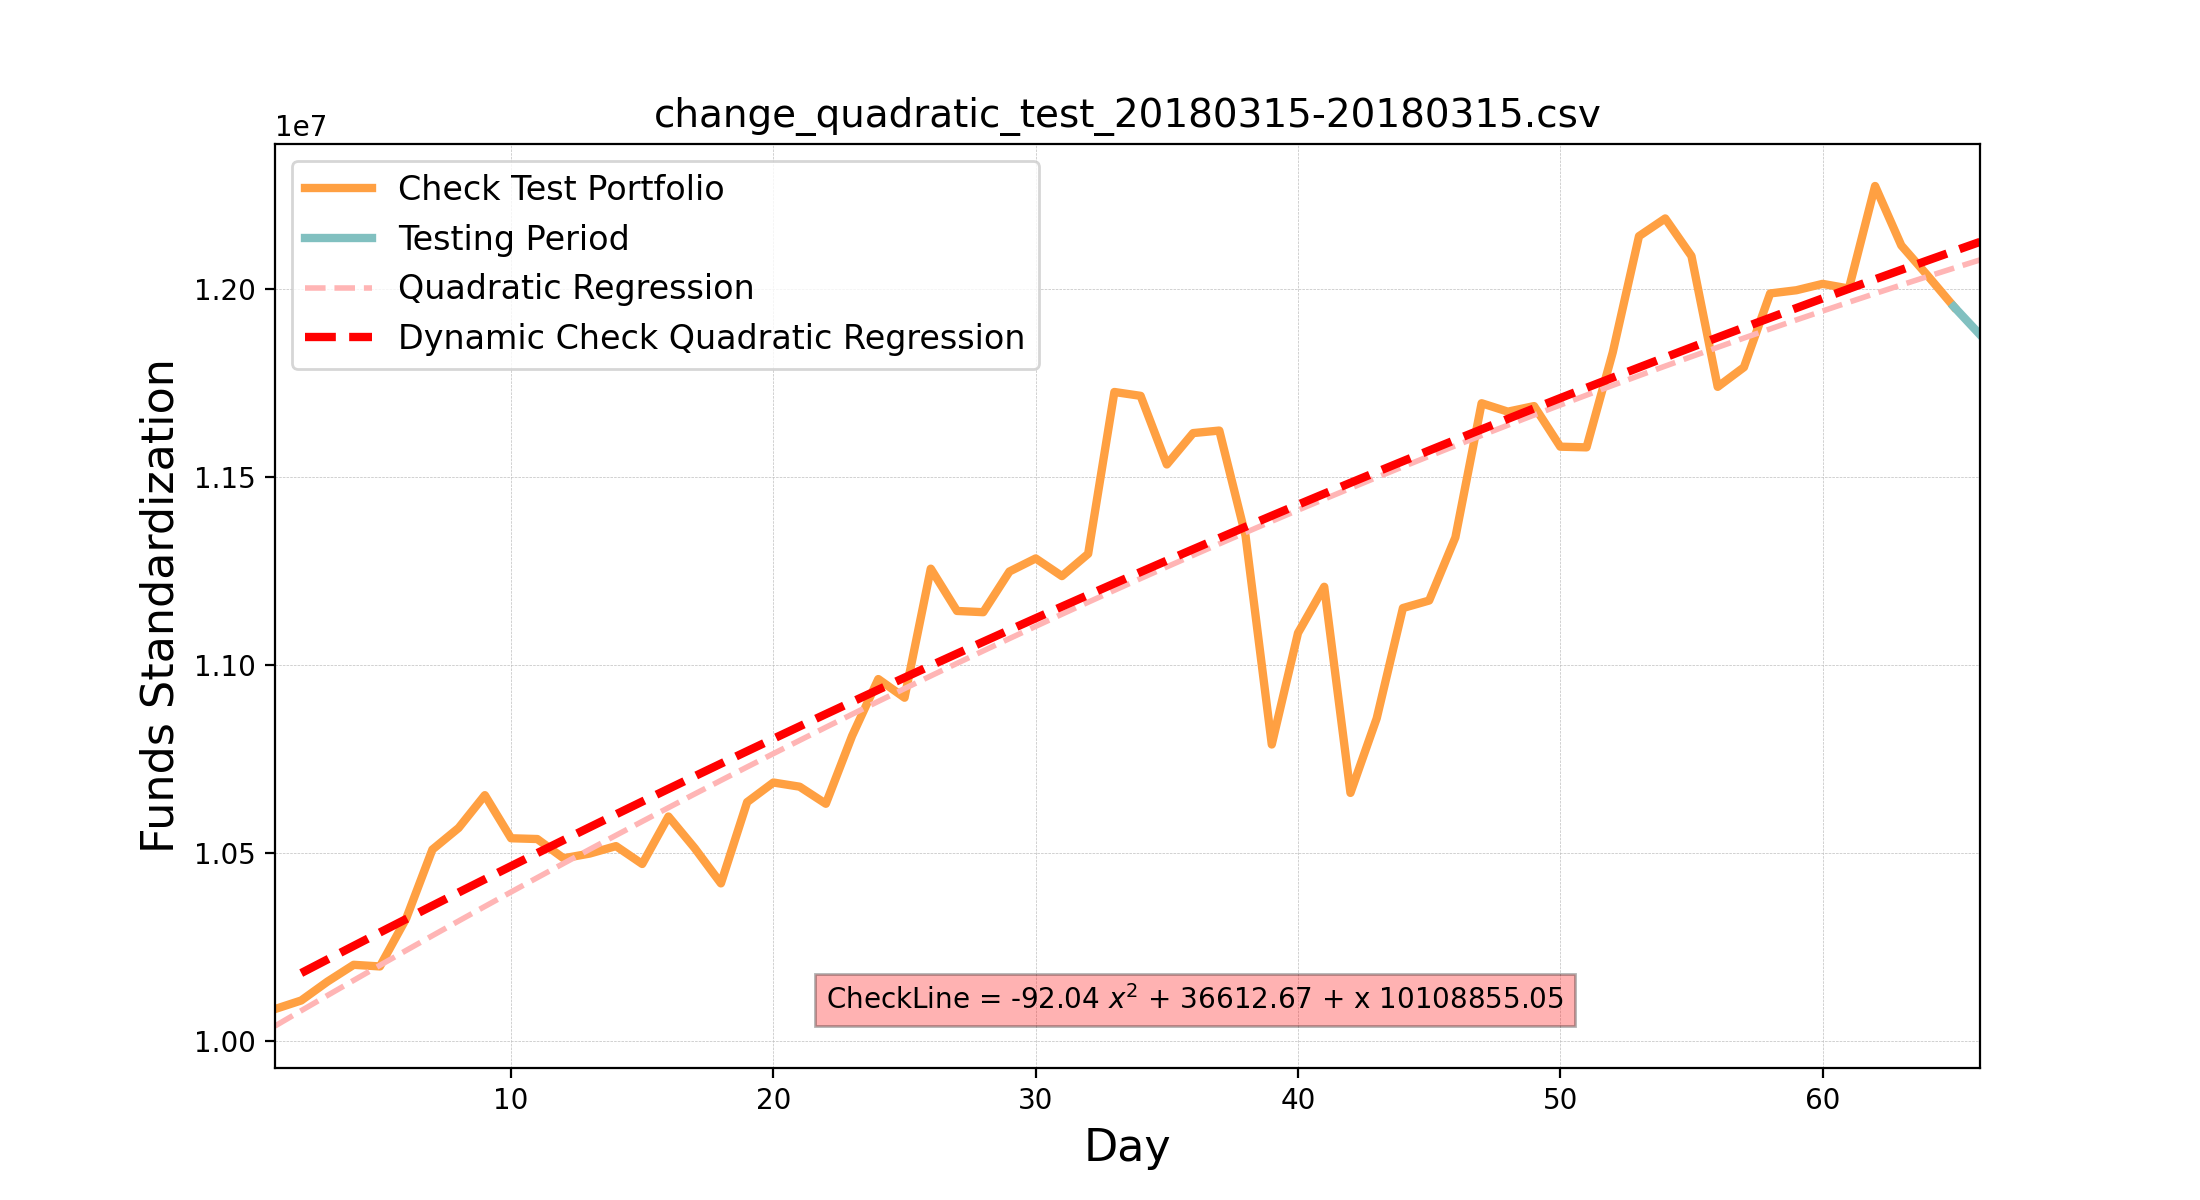 change_quadratic_test_20180315-20180315.csv
1e7
Check Test Portfolio
Testing Period
Quadratic Regression
Dynamic Check Quadratic Regression
1.20
1.15
1.10
1.05
1.00
Funds Standardization
CheckLine = -92.04 x² + 36612.67 + x 10108855.05
10 20 30 40 50 60
Day